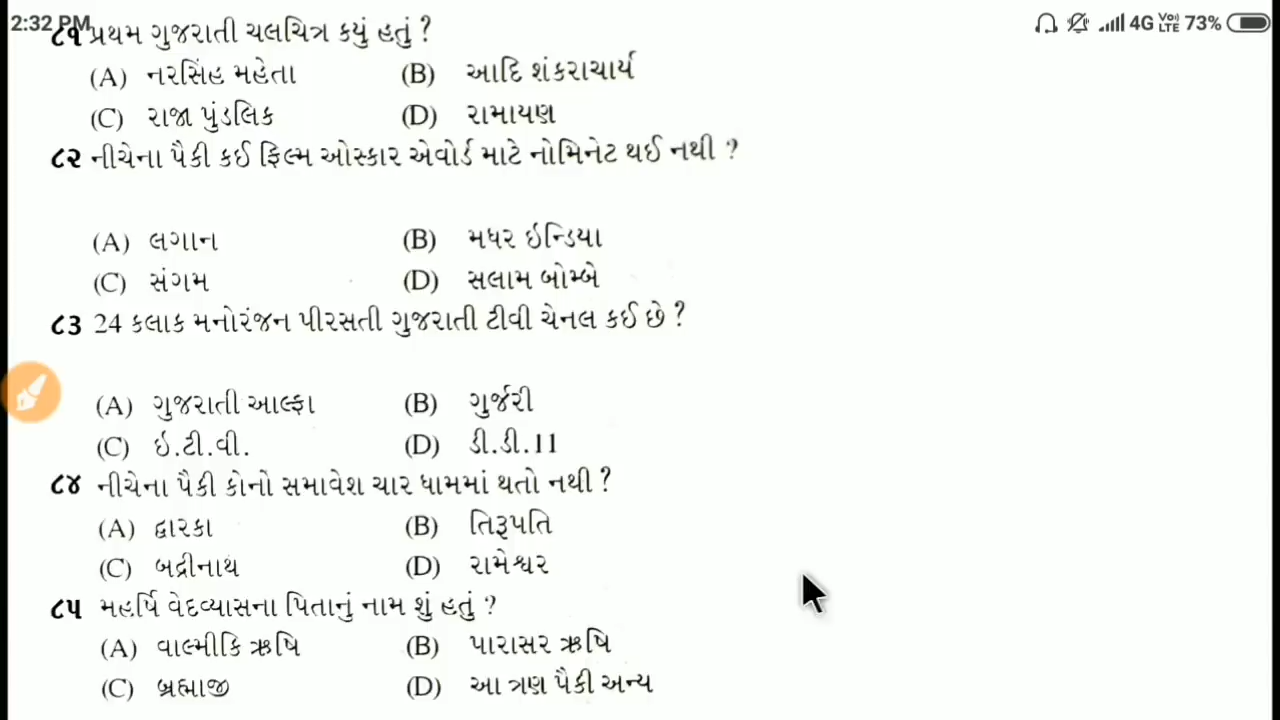 2:32 PM 4G VoLTE 73%
૮૧ પ્રથમ ગુજરાતી ચલચિત્ર કયું હતું ?
(A) નરસિંહ મહેતા (B) આદિ શંકરાચાર્ય
(C) રાજા પુંડલિક (D) રામાયણ
૮૨ નીચેના પૈકી કઈ ફિલ્મ ઓસ્કાર એવોર્ડ માટે નોમિનેટ થઈ નથી ?
(A) લગાન (B) મધર ઇન્ડિયા
(C) સંગમ (D) સલામ બોમ્બે
૮૩ 24 કલાક મનોરંજન પીરસતી ગુજરાતી ટીવી ચેનલ કઈ છે ?
(A) ગુજરાતી આલ્ફા (B) ગુર્જરી
(C) ઇ.ટી.વી. (D) ડી.ડી.11
૮૪ નીચેના પૈકી કોનો સમાવેશ ચાર ધામમાં થતો નથી ?
(A) દ્વારકા (B) તિરૂપતિ
(C) બદ્રીનાથ (D) રામેશ્વર
૮૫ મહર્ષિ વેદવ્યાસના પિતાનું નામ શું હતું ?
(A) વાલ્મીકિ ઋષિ (B) પારાસર ઋષિ
(C) બ્રહ્માજી (D) આ ત્રણ પૈકી અન્ય